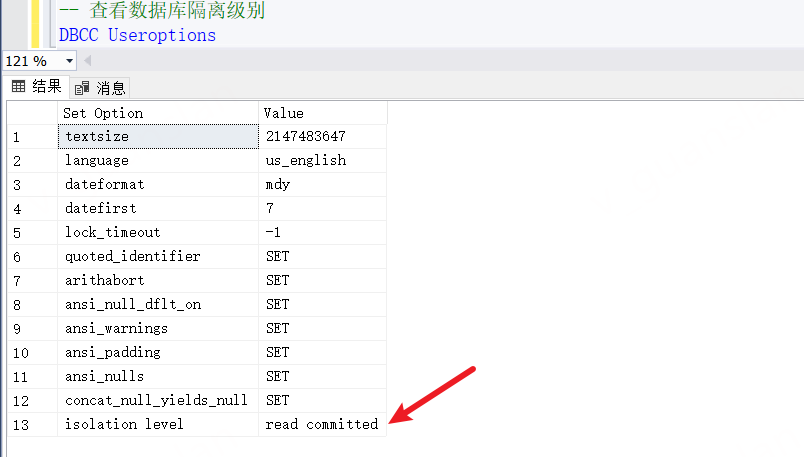 -- 查看数据库隔离级别
DBCC Useroptions
121 %
结果 消息
Set Option Value
1 textsize 2147483647
2 language us_english
3 dateformat mdy
4 datefirst 7
5 lock_timeout -1
6 quoted_identifier SET
7 arithabort SET
8 ansi_null_dflt_on SET
9 ansi_warnings SET
10 ansi_padding SET
11 ansi_nulls SET
12 concat_null_yields_null SET
13 isolation level read committed